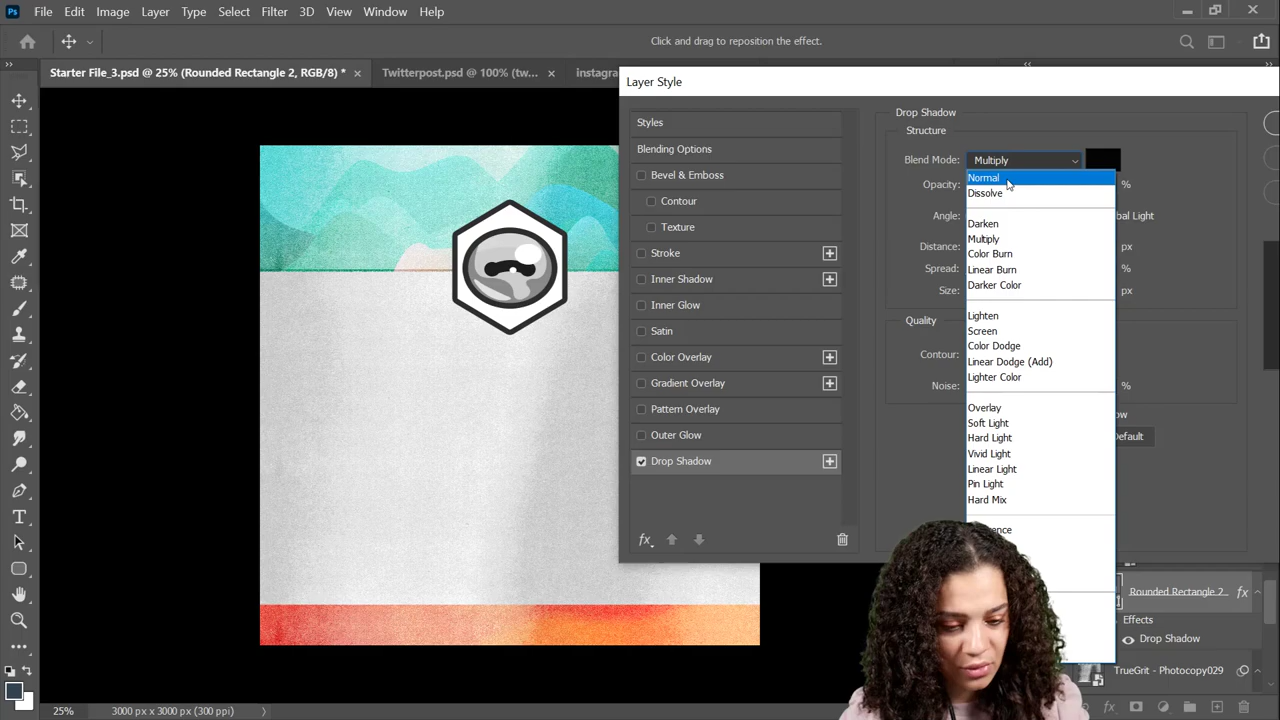 Ps File Edit Image Layer Type Select Filter 3D View Window Help
Click and drag to reposition the effect.
Starter File_3.psd @ 25% (Rounded Rectangle 2, RGB/8) * × Twitterpost.psd @ 100% (tw... ×
Layer Style
Styles
Blending Options
Bevel & Emboss
Contour
Texture
Stroke
Inner Shadow
Inner Glow
Satin
Color Overlay
Gradient Overlay
Pattern Overlay
Outer Glow
Drop Shadow
fx
Drop Shadow
Structure
Blend Mode: Multiply
Opacity: %
Angle:
Distance: px
Spread: %
Size: px
Quality
Contour:
Noise: %
Normal
Dissolve
Darken
Multiply
Color Burn
Linear Burn
Darker Color
Lighten
Screen
Color Dodge
Linear Dodge (Add)
Lighter Color
Overlay
Soft Light
Hard Light
Vivid Light
Linear Light
Pin Light
Hard Mix
Default
Rounded Rectangle 2 fx
Effects
Drop Shadow
TrueGrit - Photocopy029
25% 3000 px x 3000 px (300 ppi)